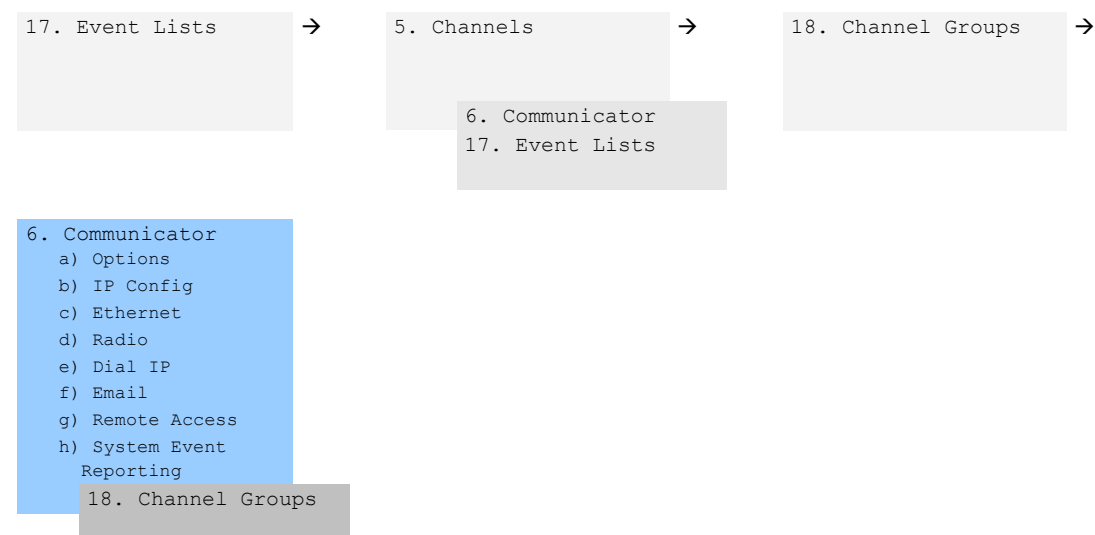 17. Event Lists →
5. Channels →
18. Channel Groups →
6. Communicator
17. Event Lists
6. Communicator
a) Options
b) IP Config
c) Ethernet
d) Radio
e) Dial IP
f) Email
g) Remote Access
h) System Event
Reporting
18. Channel Groups